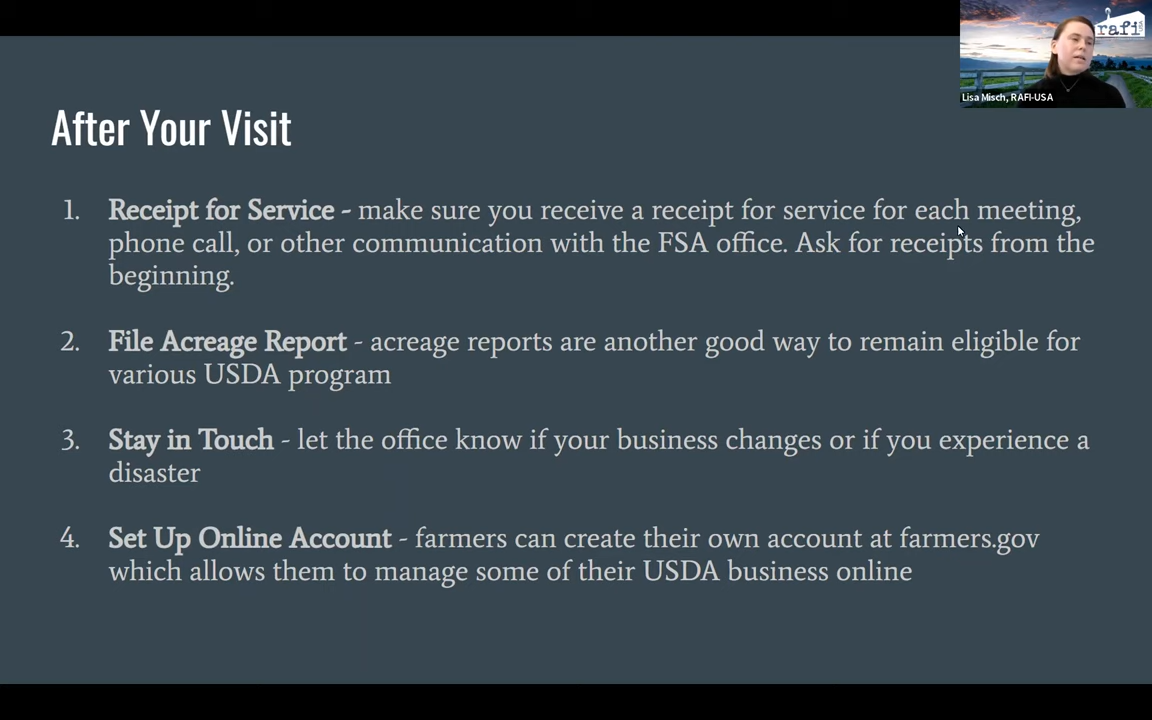 rafi
USA
Lisa Misch, RAFI-USA
After Your Visit
1. Receipt for Service - make sure you receive a receipt for service for each meeting,
phone call, or other communication with the FSA office. Ask for receipts from the
beginning.
2. File Acreage Report - acreage reports are another good way to remain eligible for
various USDA program
3. Stay in Touch - let the office know if your business changes or if you experience a
disaster
4. Set Up Online Account - farmers can create their own account at farmers.gov
which allows them to manage some of their USDA business online